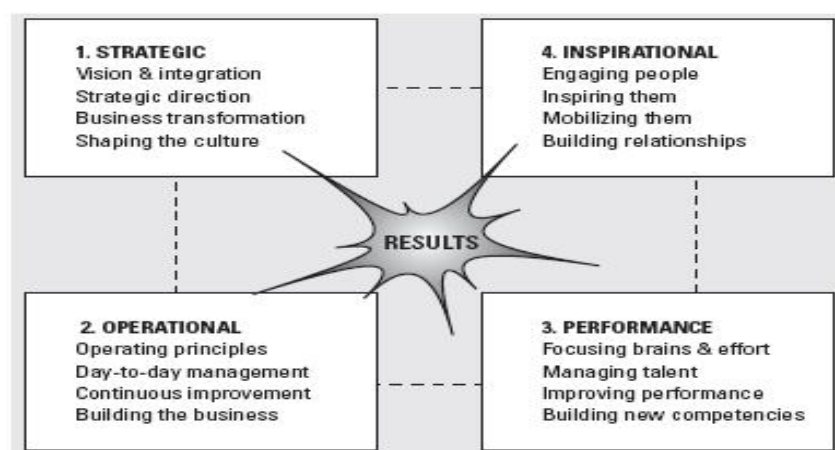 1. STRATEGIC
Vision & integration
Strategic direction
Business transformation
Shaping the culture
4. INSPIRATIONAL
Engaging people
Inspiring them
Mobilizing them
Building relationships
RESULTS
2. OPERATIONAL
Operating principles
Day-to-day management
Continuous improvement
Building the business
3. PERFORMANCE
Focusing brains & effort
Managing talent
Improving performance
Building new competencies